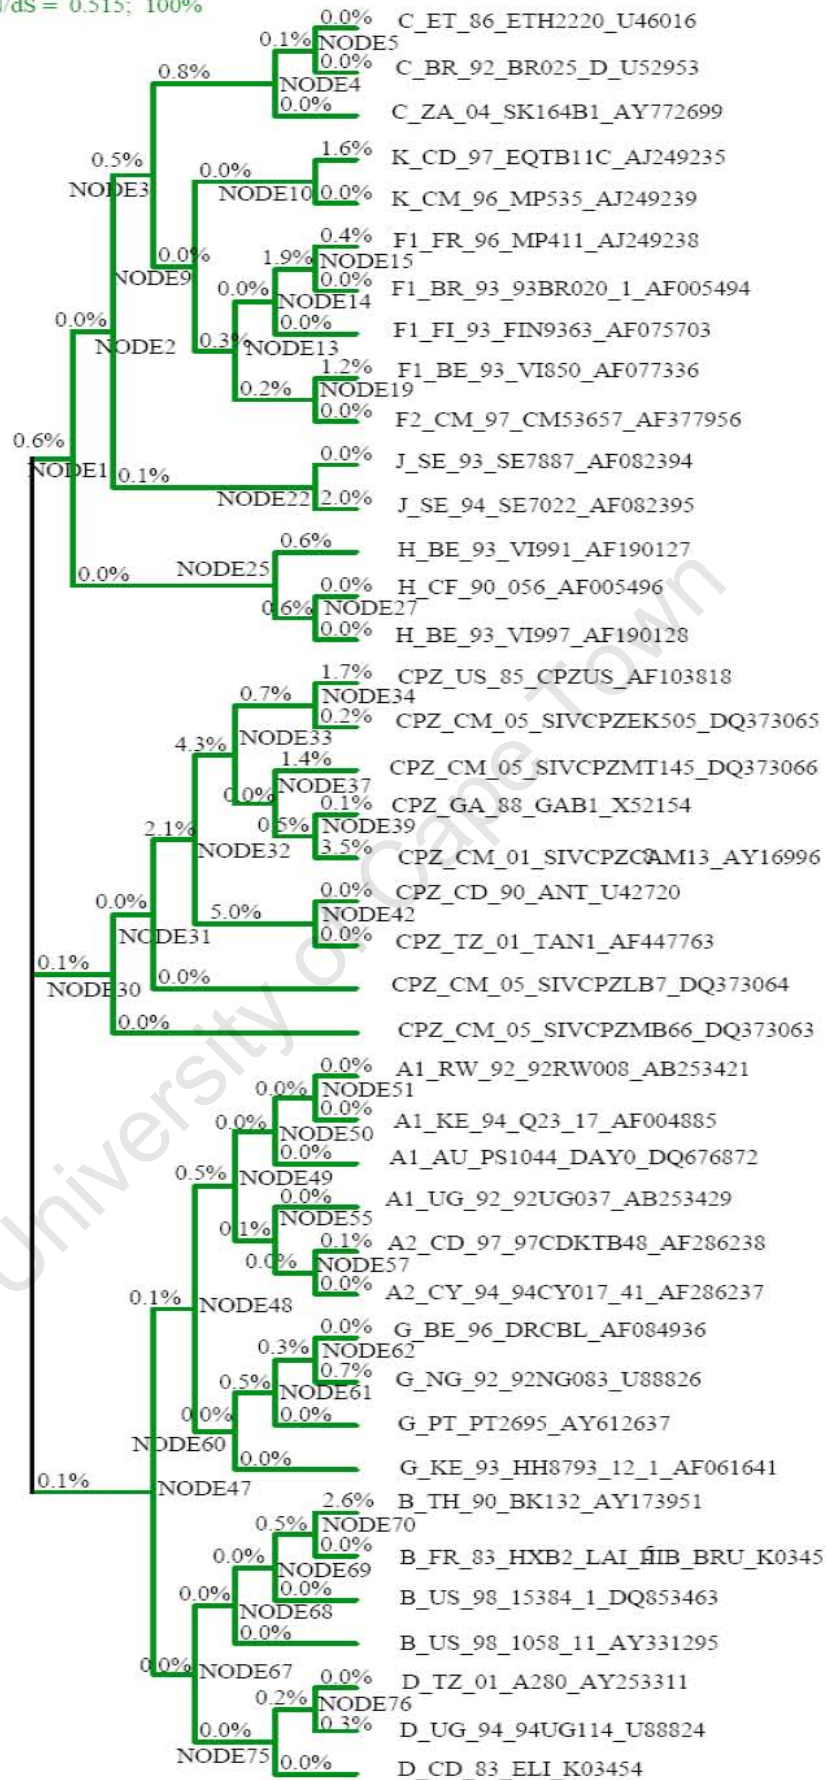 /dS = 0.515; 100%
0.0% C_ET_86_ETH2220_U46016
0.1% NODE5
0.0% C_BR_92_BR025_D_U52953
0.8% NODE4
0.0% C_ZA_04_SK164B1_AY772699
0.5% 1.6% K_CD_97_EQTB11C_AJ249235
0.0%
NODE3 NODE10 0.0% K_CM_96_MP535_AJ249239
0.4% F1_FR_96_MP411_AJ249238
0.0% 1.9% NODE15
NODE9 0.0% 0.0% F1_BR_93_93BR020_1_AF005494
NODE14
0.0% 0.0% F1_FI_93_FIN9363_AF075703
NODE2 0.3% NODE13
1.2% F1_BE_93_VI850_AF077336
0.2% NODE19
0.0% F2_CM_97_CM53657_AF377956
0.6% 0.0% J_SE_93_SE7887_AF082394
NODE1 0.1%
NODE22 2.0% J_SE_94_SE7022_AF082395
0.6% H_BE_93_VI991_AF190127
0.0% NODE25 0.0% H_CF_90_056_AF005496
0.6% NODE27
0.0% H_BE_93_VI997_AF190128
1.7% CPZ_US_85_CPZUS_AF103818
0.7% NODE34
0.2% CPZ_CM_05_SIVCPZEK505_DQ373065
4.3% NODE33
1.4% CPZ_CM_05_SIVCPZMT145_DQ373066
0.0% NODE37
0.1% CPZ_GA_88_GAB1_X52154
2.1% 0.5% NODE39
NODE32 3.5% CPZ_CM_01_SIVCPZCAM13_AY16996
0.0% 5.0% 0.0% CPZ_CD_90_ANT_U42720
NODE42
NODE31 0.0% CPZ_TZ_01_TAN1_AF447763
0.1% 0.0% CPZ_CM_05_SIVCPZLB7_DQ373064
NODE30
0.0% CPZ_CM_05_SIVCPZMB66_DQ373063
0.0% A1_RW_92_92RW008_AB253421
0.0% NODE51
0.0% 0.0% A1_KE_94_Q23_17_AF004885
NODE50
0.0% A1_AU_PS1044_DAY0_DQ676872
0.5% NODE49
0.0% A1_UG_92_92UG037_AB253429
0.1% NODE55
0.1% A2_CD_97_97CDKTB48_AF286238
0.0% NODE57
0.1% NODE48 0.0% A2_CY_94_94CY017_41_AF286237
0.0% G_BE_96_DRCBL_AF084936
0.3% NODE62
0.5% 0.7% G_NG_92_92NG083_U88826
NODE61
0.0% 0.0% G_PT_PT2695_AY612637
NODE60
0.0% G_KE_93_HH8793_12_1_AF061641
0.1% NODE47
2.6% B_TH_90_BK132_AY173951
0.5% NODE70
0.0% 0.0% B_FR_83_HXB2_LAI_IIIB_BRU_K0345
NODE69
0.0% 0.0% B_US_98_15384_1_DQ853463
NODE68
0.0% B_US_98_1058_11_AY331295
0.0% NODE67 0.0% D_TZ_01_A280_AY253311
0.2% NODE76
0.0% 0.3% D_UG_94_94UG114_U88824
NODE75
0.0% D_CD_83_ELI_K03454
University of Cape Town